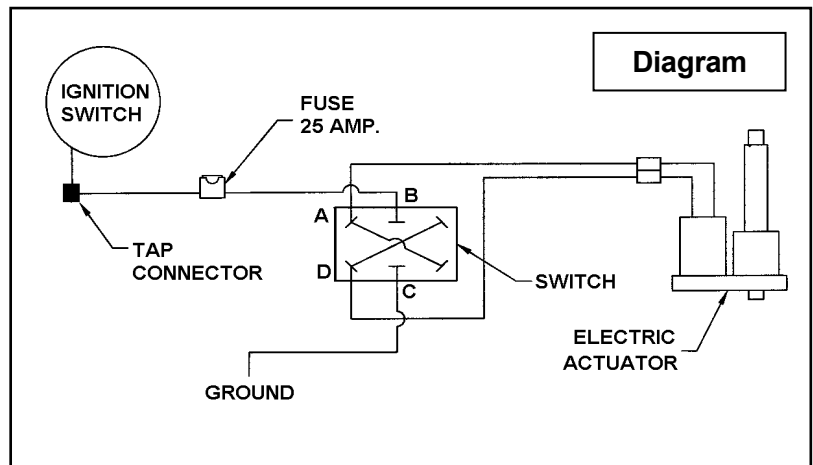 Diagram
IGNITION
SWITCH
FUSE
25 AMP.
B
A
TAP
CONNECTOR
D
C
SWITCH
GROUND
ELECTRIC
ACTUATOR